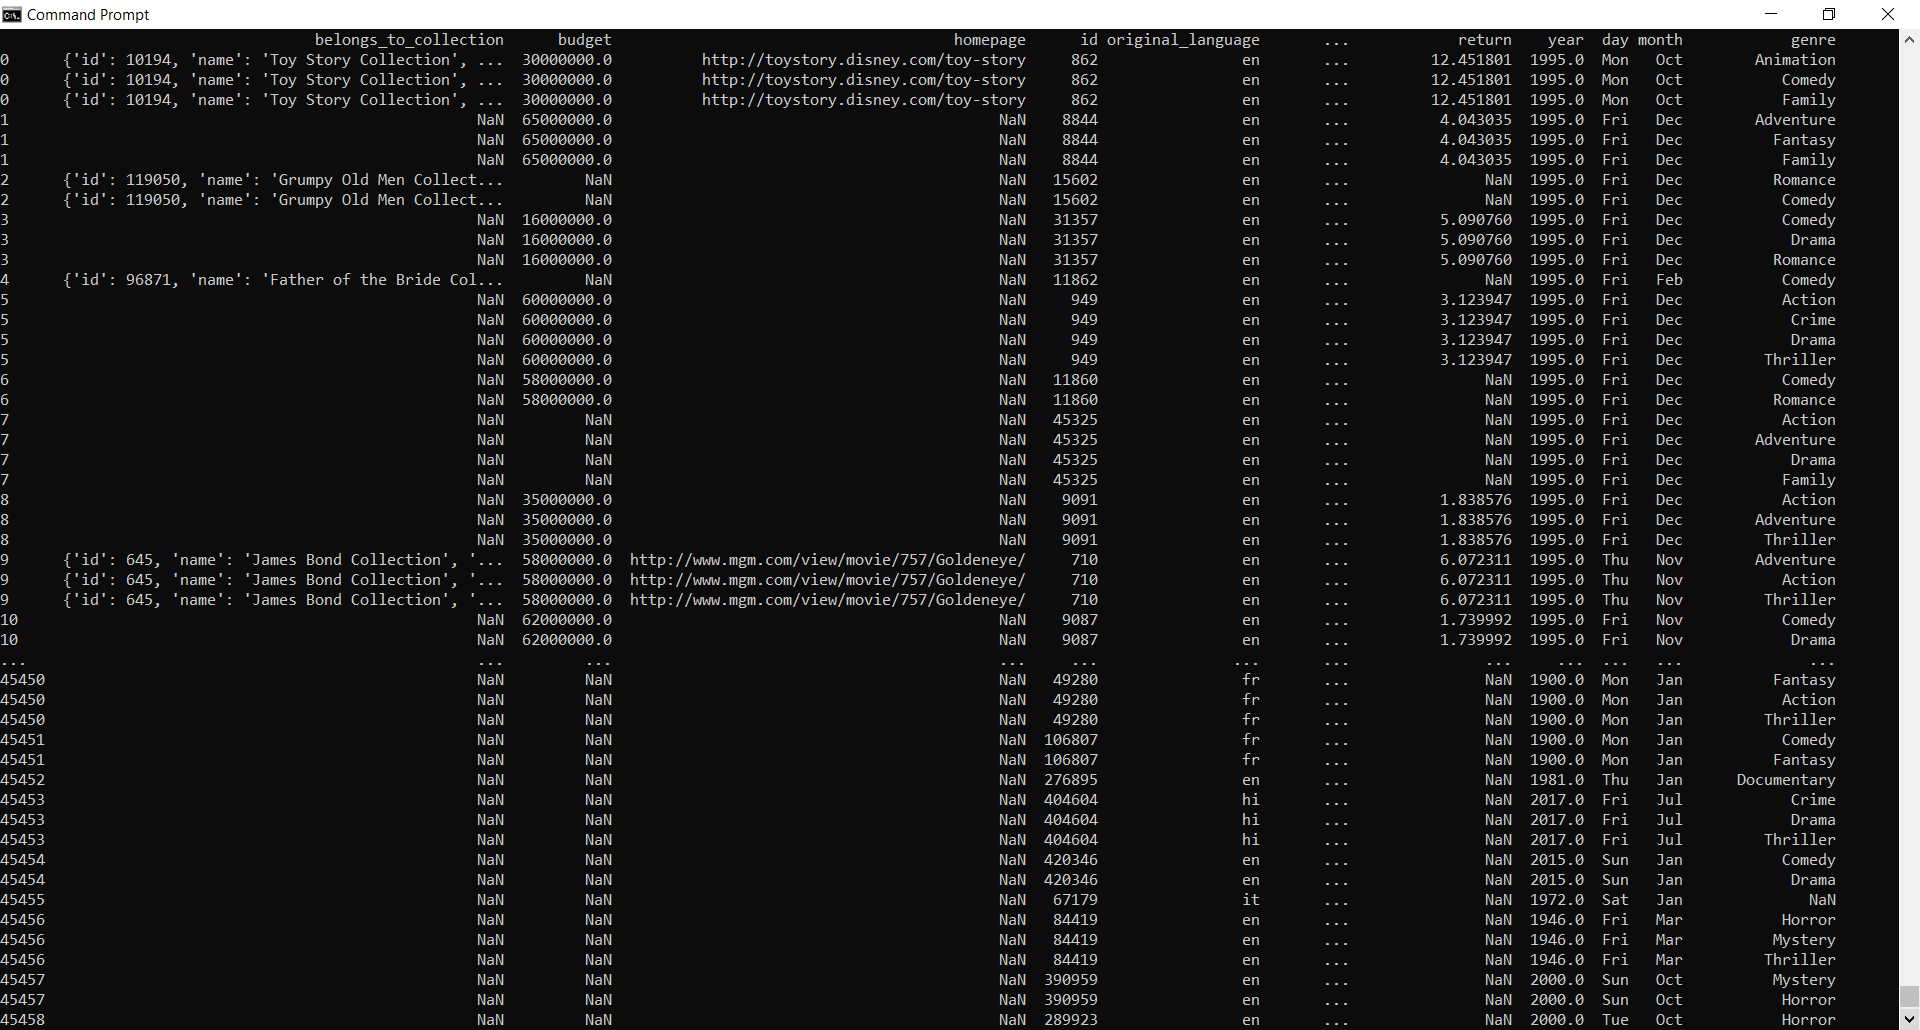 Command Prompt
belongs_to_collection budget homepage id original_language ... return year day month genre
0 {'id': 10194, 'name': 'Toy Story Collection', ... 30000000.0 http://toystory.disney.com/toy-story 862 en ... 12.451801 1995.0 Mon Oct Animation
0 {'id': 10194, 'name': 'Toy Story Collection', ... 30000000.0 http://toystory.disney.com/toy-story 862 en ... 12.451801 1995.0 Mon Oct Comedy
0 {'id': 10194, 'name': 'Toy Story Collection', ... 30000000.0 http://toystory.disney.com/toy-story 862 en ... 12.451801 1995.0 Mon Oct Family
1 NaN 65000000.0 NaN 8844 en ... 4.043035 1995.0 Fri Dec Adventure
1 NaN 65000000.0 NaN 8844 en ... 4.043035 1995.0 Fri Dec Fantasy
1 NaN 65000000.0 NaN 8844 en ... 4.043035 1995.0 Fri Dec Family
2 {'id': 119050, 'name': 'Grumpy Old Men Collect... NaN NaN 15602 en ... NaN 1995.0 Fri Dec Romance
2 {'id': 119050, 'name': 'Grumpy Old Men Collect... NaN NaN 15602 en ... NaN 1995.0 Fri Dec Comedy
3 NaN 16000000.0 NaN 31357 en ... 5.090760 1995.0 Fri Dec Comedy
3 NaN 16000000.0 NaN 31357 en ... 5.090760 1995.0 Fri Dec Drama
3 NaN 16000000.0 NaN 31357 en ... 5.090760 1995.0 Fri Dec Romance
4 {'id': 96871, 'name': 'Father of the Bride Col... NaN NaN 11862 en ... NaN 1995.0 Fri Feb Comedy
5 NaN 60000000.0 NaN 949 en ... 3.123947 1995.0 Fri Dec Action
5 NaN 60000000.0 NaN 949 en ... 3.123947 1995.0 Fri Dec Crime
5 NaN 60000000.0 NaN 949 en ... 3.123947 1995.0 Fri Dec Drama
5 NaN 60000000.0 NaN 949 en ... 3.123947 1995.0 Fri Dec Thriller
6 NaN 58000000.0 NaN 11860 en ... NaN 1995.0 Fri Dec Comedy
6 NaN 58000000.0 NaN 11860 en ... NaN 1995.0 Fri Dec Romance
7 NaN NaN NaN 45325 en ... NaN 1995.0 Fri Dec Action
7 NaN NaN NaN 45325 en ... NaN 1995.0 Fri Dec Adventure
7 NaN NaN NaN 45325 en ... NaN 1995.0 Fri Dec Drama
7 NaN NaN NaN 45325 en ... NaN 1995.0 Fri Dec Family
8 NaN 35000000.0 NaN 9091 en ... 1.838576 1995.0 Fri Dec Action
8 NaN 35000000.0 NaN 9091 en ... 1.838576 1995.0 Fri Dec Adventure
8 NaN 35000000.0 NaN 9091 en ... 1.838576 1995.0 Fri Dec Thriller
9 {'id': 645, 'name': 'James Bond Collection', '... 58000000.0 http://www.mgm.com/view/movie/757/Goldeneye/ 710 en ... 6.072311 1995.0 Thu Nov Adventure
9 {'id': 645, 'name': 'James Bond Collection', '... 58000000.0 http://www.mgm.com/view/movie/757/Goldeneye/ 710 en ... 6.072311 1995.0 Thu Nov Action
9 {'id': 645, 'name': 'James Bond Collection', '... 58000000.0 http://www.mgm.com/view/movie/757/Goldeneye/ 710 en ... 6.072311 1995.0 Thu Nov Thriller
10 NaN 62000000.0 NaN 9087 en ... 1.739992 1995.0 Fri Nov Comedy
10 NaN 62000000.0 NaN 9087 en ... 1.739992 1995.0 Fri Nov Drama
... ... ... ... ... ... ... ... ... ... ... ...
45450 NaN NaN NaN 49280 fr ... NaN 1900.0 Mon Jan Fantasy
45450 NaN NaN NaN 49280 fr ... NaN 1900.0 Mon Jan Action
45450 NaN NaN NaN 49280 fr ... NaN 1900.0 Mon Jan Thriller
45451 NaN NaN NaN 106807 fr ... NaN 1900.0 Mon Jan Comedy
45451 NaN NaN NaN 106807 fr ... NaN 1900.0 Mon Jan Fantasy
45452 NaN NaN NaN 276895 en ... NaN 1981.0 Thu Jan Documentary
45453 NaN NaN NaN 404604 hi ... NaN 2017.0 Fri Jul Crime
45453 NaN NaN NaN 404604 hi ... NaN 2017.0 Fri Jul Drama
45453 NaN NaN NaN 404604 hi ... NaN 2017.0 Fri Jul Thriller
45454 NaN NaN NaN 420346 en ... NaN 2015.0 Sun Jan Comedy
45454 NaN NaN NaN 420346 en ... NaN 2015.0 Sun Jan Drama
45455 NaN NaN NaN 67179 it ... NaN 1972.0 Sat Jan NaN
45456 NaN NaN NaN 84419 en ... NaN 1946.0 Fri Mar Horror
45456 NaN NaN NaN 84419 en ... NaN 1946.0 Fri Mar Mystery
45456 NaN NaN NaN 84419 en ... NaN 1946.0 Fri Mar Thriller
45457 NaN NaN NaN 390959 en ... NaN 2000.0 Sun Oct Mystery
45457 NaN NaN NaN 390959 en ... NaN 2000.0 Sun Oct Horror
45458 NaN NaN NaN 289923 en ... NaN 2000.0 Tue Oct Horror